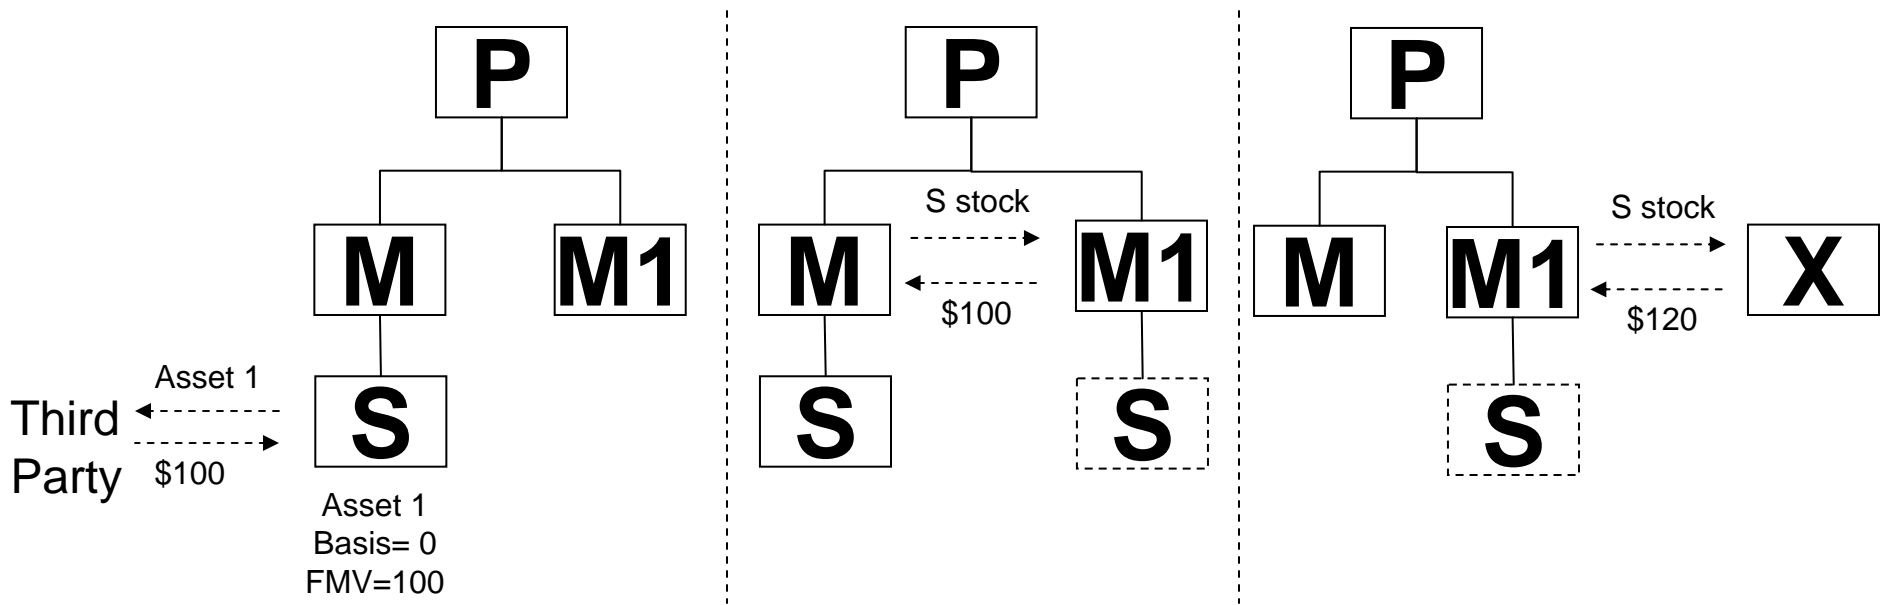 P
M
M1
Asset 1
Third
Party
$100
S
Asset 1
Basis= 0
FMV=100
P
S stock
M
M1
$100
S
S
P
S stock
M
M1
X
$120
S